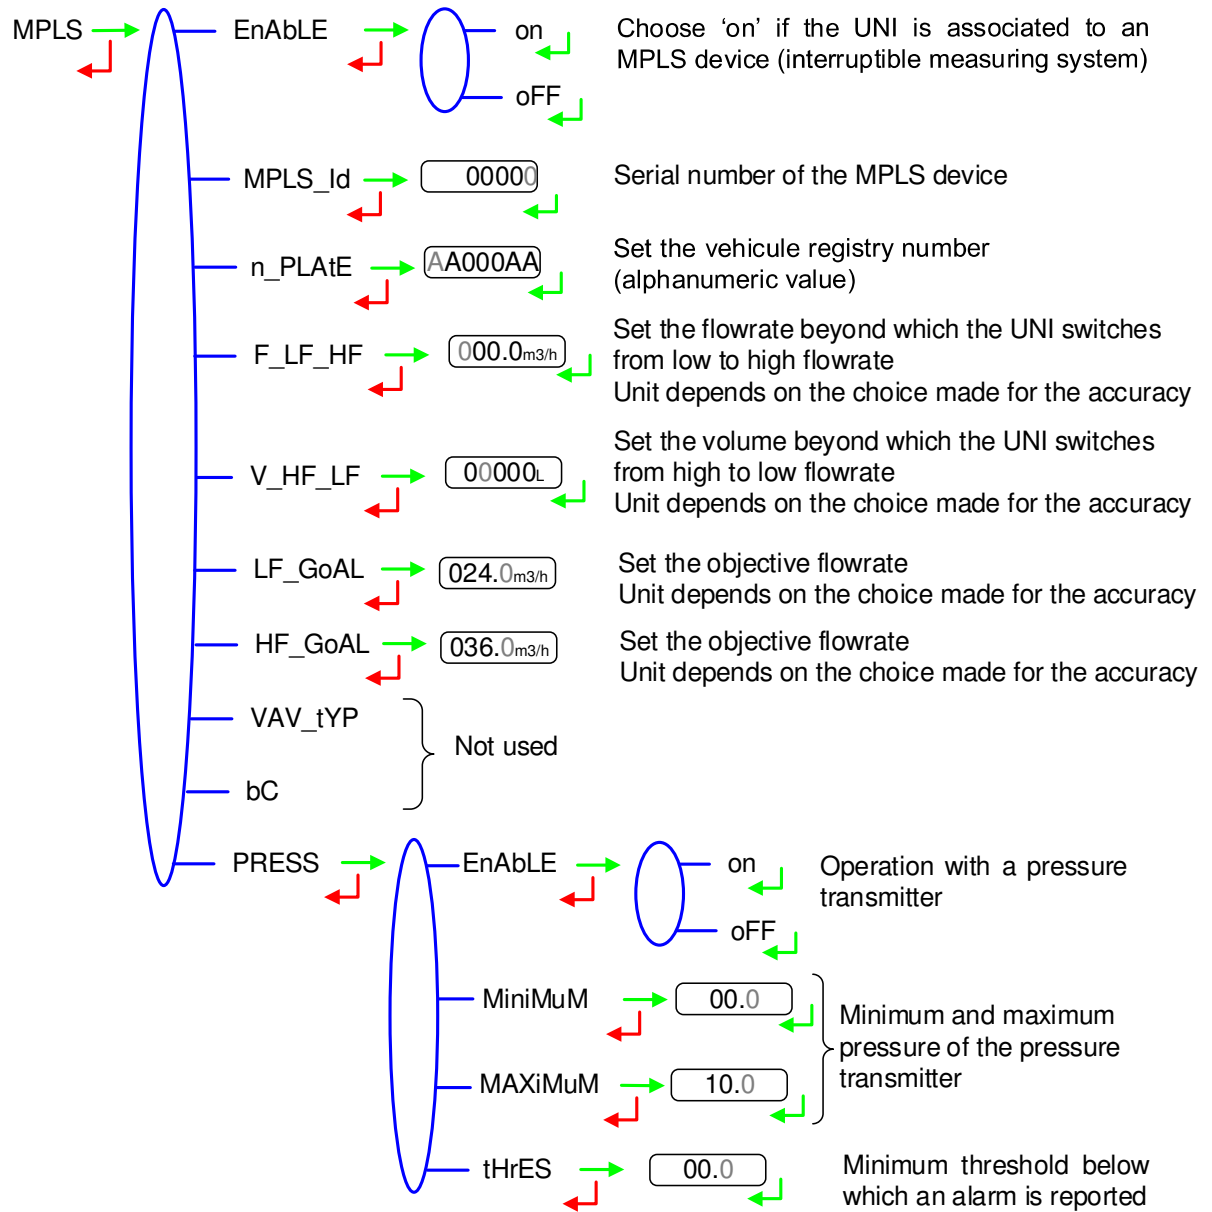 MPLS
EnAbLE
on
oFF
Choose ‘on’ if the UNI is associated to an
MPLS device (interruptible measuring system)
MPLS_Id
00000
Serial number of the MPLS device
n_PLAtE
AA000AA
Set the vehicule registry number
(alphanumeric value)
F_LF_HF
000.0m3/h
Set the flowrate beyond which the UNI switches
from low to high flowrate
Unit depends on the choice made for the accuracy
V_HF_LF
00000L
Set the volume beyond which the UNI switches
from high to low flowrate
Unit depends on the choice made for the accuracy
LF_GoAL
024.0m3/h
Set the objective flowrate
Unit depends on the choice made for the accuracy
HF_GoAL
036.0m3/h
Set the objective flowrate
Unit depends on the choice made for the accuracy
VAV_tYP
bC
Not used
PRESS
EnAbLE
on
oFF
Operation with a pressure
transmitter
MiniMuM
00.0
MAXiMuM
10.0
Minimum and maximum
pressure of the pressure
transmitter
tHrES
00.0
Minimum threshold below
which an alarm is reported